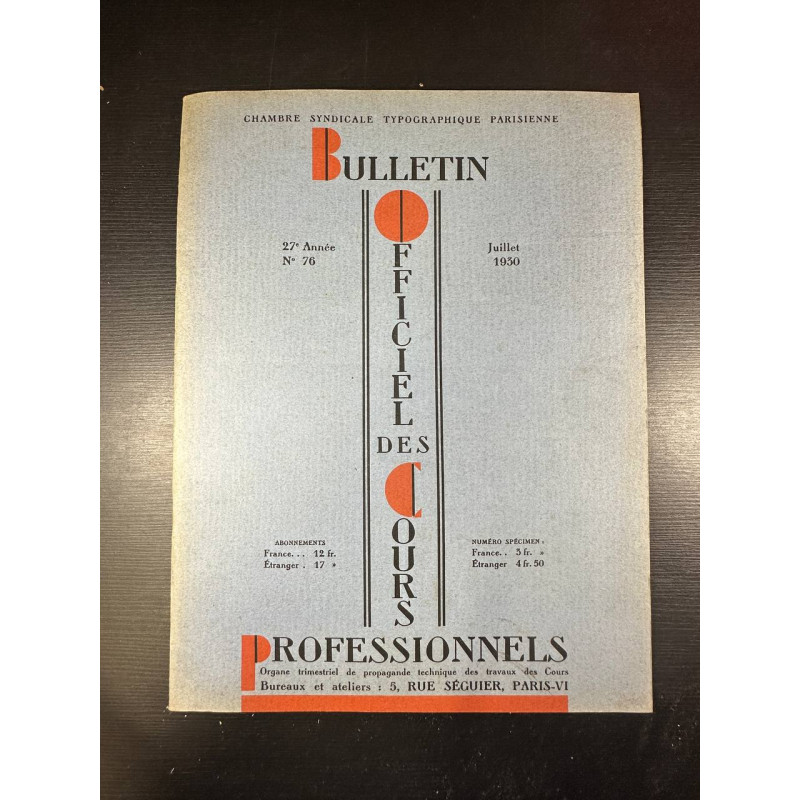 CHAMBRE SYNDICALE TYPOGRAPHIQUE PARISIENNE
BULLETIN
27e Année
No 76
Juillet
1930
OFFICIEL
DES
COURS
ABONNEMENTS
France... 12 fr.
Étranger . 17 »
NUMÉRO SPÉCIMEN :
France.. 3 fr. »
Étranger 4 fr. 50
PROFESSIONNELS
Organe trimestriel de propagande technique des travaux des Cours
Bureaux et ateliers : 5, RUE SÉGUIER, PARIS-VI